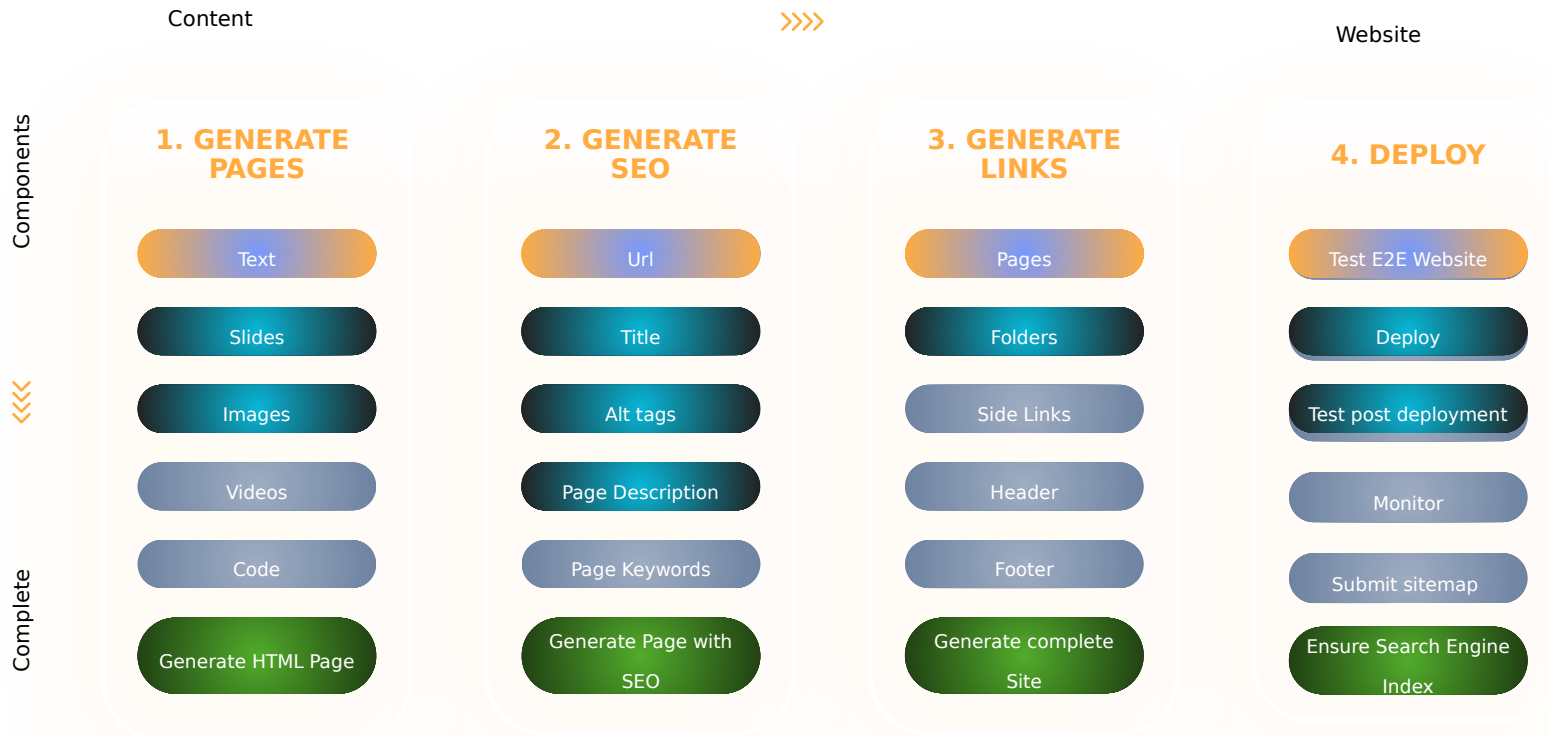 Content
Website
Components
Complete
1. GENERATE
PAGES
Text
Slides
Images
Videos
Code
Generate HTML Page
2. GENERATE
SEO
Url
Title
Alt tags
Page Description
Page Keywords
Generate Page with
SEO
3. GENERATE
LINKS
Pages
Folders
Side Links
Header
Footer
Generate complete
Site
4. DEPLOY
Test E2E Website
Deploy
Test post deployment
Monitor
Submit sitemap
Ensure Search Engine
Index